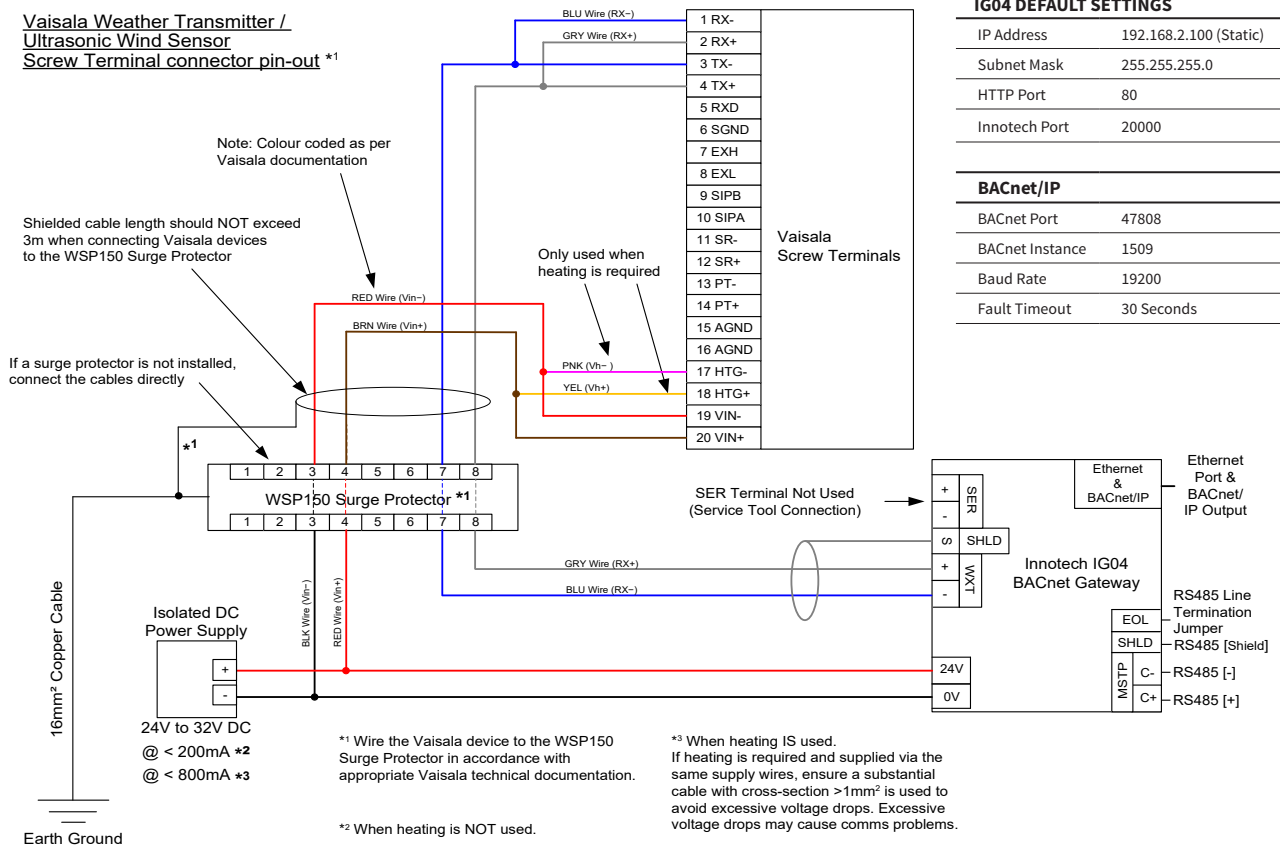 Vaisala Weather Transmitter /
Ultrasonic Wind Sensor
Screw Terminal connector pin-out *1
Note: Colour coded as per
Vaisala documentation
Shielded cable length should NOT exceed
3m when connecting Vaisala devices
to the WSP150 Surge Protector
If a surge protector is not installed,
connect the cables directly
BLU Wire (RX−)
GRY Wire (RX+)
RED Wire (Vin−)
BRN Wire (Vin+)
Only used when
heating is required
PNK (Vh− )
YEL (Vh+)
1 RX-
2 RX+
3 TX-
4 TX+
5 RXD
6 SGND
7 EXH
8 EXL
9 SIPB
10 SIPA
11 SR-
12 SR+
13 PT-
14 PT+
15 AGND
16 AGND
17 HTG-
18 HTG+
19 VIN-
20 VIN+
Vaisala
Screw Terminals
IG04 DEFAULT SETTINGS
IP Address 192.168.2.100 (Static)
Subnet Mask 255.255.255.0
HTTP Port 80
Innotech Port 20000
BACnet/IP
BACnet Port 47808
BACnet Instance 1509
Baud Rate 19200
Fault Timeout 30 Seconds
*1
1 2 3 4 5 6 7 8
WSP150 Surge Protector *1
1 2 3 4 5 6 7 8
16mm² Copper Cable
Earth Ground
Isolated DC
Power Supply
+
-
24V to 32V DC
@ < 200mA *2
@ < 800mA *3
BLK Wire (Vin−)
RED Wire (Vin+)
GRY Wire (RX+)
BLU Wire (RX−)
SER Terminal Not Used
(Service Tool Connection)
+
-
SER
S SHLD
+
-
WXT
24V
0V
Innotech IG04
BACnet Gateway
Ethernet
&
BACnet/IP
Ethernet
Port &
BACnet/
IP Output
EOL
SHLD
MSTP
C-
C+
RS485 Line
Termination
Jumper
RS485 [Shield]
RS485 [-]
RS485 [+]
*1 Wire the Vaisala device to the WSP150
Surge Protector in accordance with
appropriate Vaisala technical documentation.
*2 When heating is NOT used.
*3 When heating IS used.
If heating is required and supplied via the
same supply wires, ensure a substantial
cable with cross-section >1mm2 is used to
avoid excessive voltage drops. Excessive
voltage drops may cause comms problems.